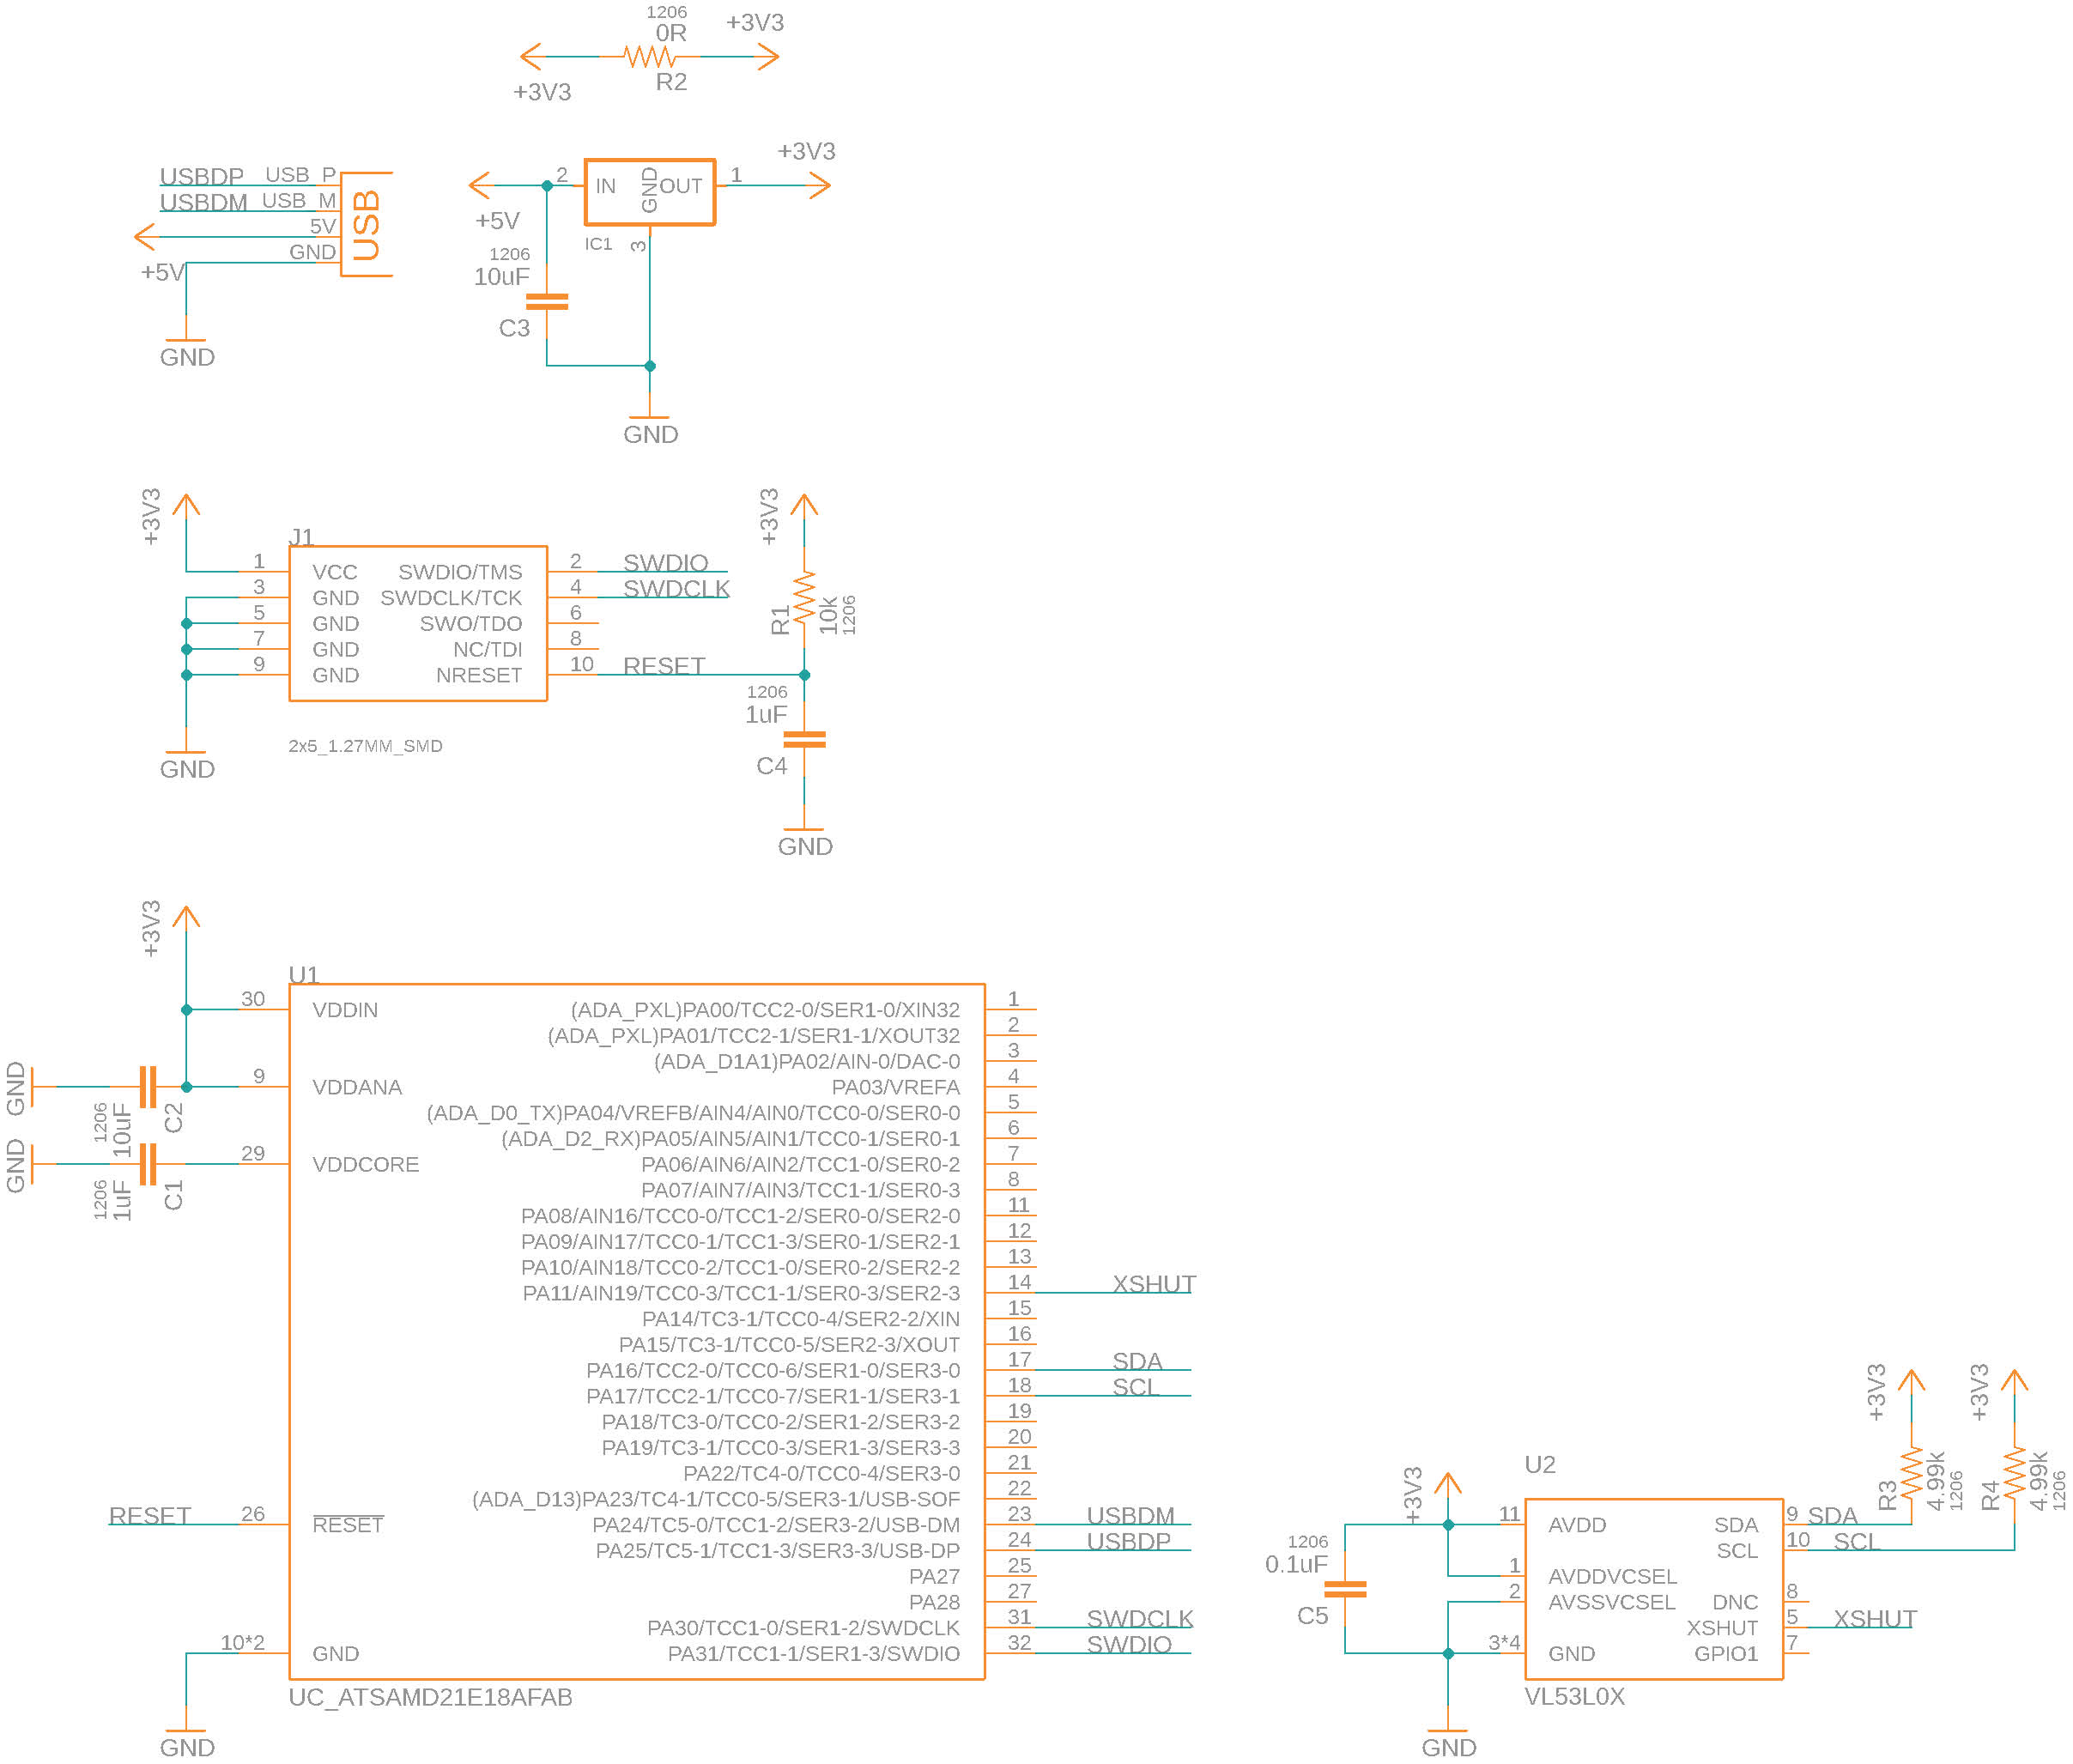 1206
0R
+3V3
+3V3
R2
USBDP USB_P
USBDM USB_M
5V
GND
USB
+5V
GND
+3V3
2 IN GND OUT 1
+5V
IC1 3
1206
10uF
C3
GND
+3V3
J1
1 VCC SWDIO/TMS 2 SWDIO
3 GND SWDCLK/TCK 4 SWDCLK
5 GND SWO/TDO 6
7 GND NC/TDI 8
9 GND NRESET 10 RESET
2x5_1.27MM_SMD
GND
+3V3
R1
10k
1206
1206
1uF
C4
GND
+3V3
U1
30 VDDIN
9 VDDANA
29 VDDCORE
GND
1206
10uF
C2
GND
1206
1uF
C1
RESET 26 RESET
10*2 GND
GND
(ADA_PXL)PA00/TCC2-0/SER1-0/XIN32 1
(ADA_PXL)PA01/TCC2-1/SER1-1/XOUT32 2
(ADA_D1A1)PA02/AIN-0/DAC-0 3
PA03/VREFA 4
(ADA_D0_TX)PA04/VREFB/AIN4/AIN0/TCC0-0/SER0-0 5
(ADA_D2_RX)PA05/AIN5/AIN1/TCC0-1/SER0-1 6
PA06/AIN6/AIN2/TCC1-0/SER0-2 7
PA07/AIN7/AIN3/TCC1-1/SER0-3 8
PA08/AIN16/TCC0-0/TCC1-2/SER0-0/SER2-0 11
PA09/AIN17/TCC0-1/TCC1-3/SER0-1/SER2-1 12
PA10/AIN18/TCC0-2/TCC1-0/SER0-2/SER2-2 13
PA11/AIN19/TCC0-3/TCC1-1/SER0-3/SER2-3 14 XSHUT
PA14/TC3-1/TCC0-4/SER2-2/XIN 15
PA15/TC3-1/TCC0-5/SER2-3/XOUT 16
PA16/TCC2-0/TCC0-6/SER1-0/SER3-0 17 SDA
PA17/TCC2-1/TCC0-7/SER1-1/SER3-1 18 SCL
PA18/TC3-0/TCC0-2/SER1-2/SER3-2 19
PA19/TC3-1/TCC0-3/SER1-3/SER3-3 20
PA22/TC4-0/TCC0-4/SER3-0 21
(ADA_D13)PA23/TC4-1/TCC0-5/SER3-1/USB-SOF 22
PA24/TC5-0/TCC1-2/SER3-2/USB-DM 23 USBDM
PA25/TC5-1/TCC1-3/SER3-3/USB-DP 24 USBDP
PA27 25
PA28 27
PA30/TCC1-0/SER1-2/SWDCLK 31 SWDCLK
PA31/TCC1-1/SER1-3/SWDIO 32 SWDIO
UC_ATSAMD21E18AFAB
+3V3
1206
0.1uF
C5
GND
U2
11 AVDD SDA 9 SDA
SCL 10 SCL
1 AVDDVCSEL
2 AVSSVCSEL DNC 8
XSHUT 5 XSHUT
3*4 GND GPIO1 7
VL53L0X
+3V3
R3
4.99k
1206
+3V3
R4
4.99k
1206